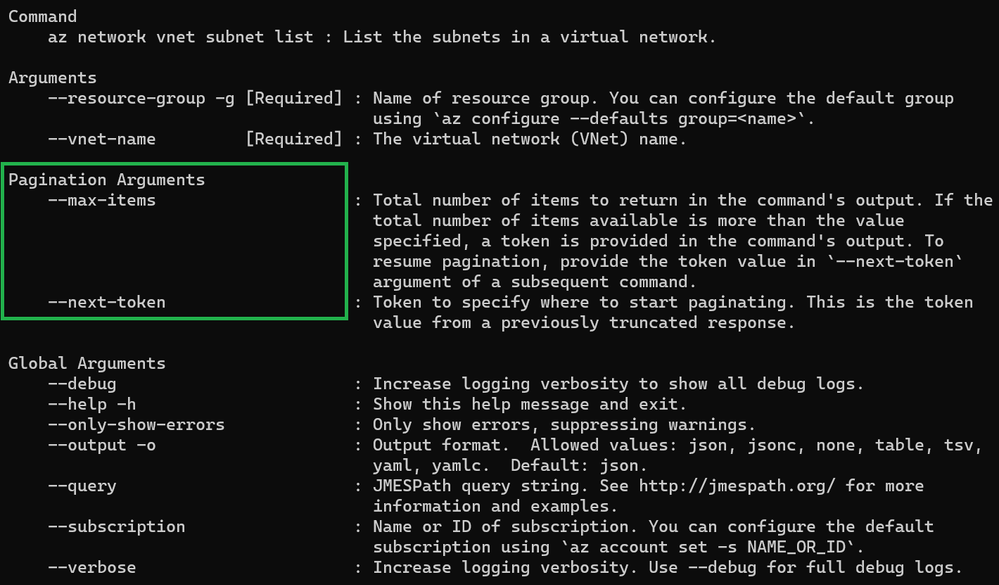 Command
az network vnet subnet list : List the subnets in a virtual network.
Arguments
--resource-group -g [Required] : Name of resource group. You can configure the default group
using `az configure --defaults group=<name>`.
--vnet-name [Required] : The virtual network (VNet) name.
Pagination Arguments
--max-items : Total number of items to return in the command's output. If the
total number of items available is more than the value
specified, a token is provided in the command's output. To
resume pagination, provide the token value in `--next-token`
argument of a subsequent command.
--next-token : Token to specify where to start paginating. This is the token
value from a previously truncated response.
Global Arguments
--debug : Increase logging verbosity to show all debug logs.
--help -h : Show this help message and exit.
--only-show-errors : Only show errors, suppressing warnings.
--output -o : Output format.  Allowed values: json, jsonc, none, table, tsv,
yaml, yamlc.  Default: json.
--query : JMESPath query string. See http://jmespath.org/ for more
information and examples.
--subscription : Name or ID of subscription. You can configure the default
subscription using `az account set -s NAME_OR_ID`.
--verbose : Increase logging verbosity. Use --debug for full debug logs.